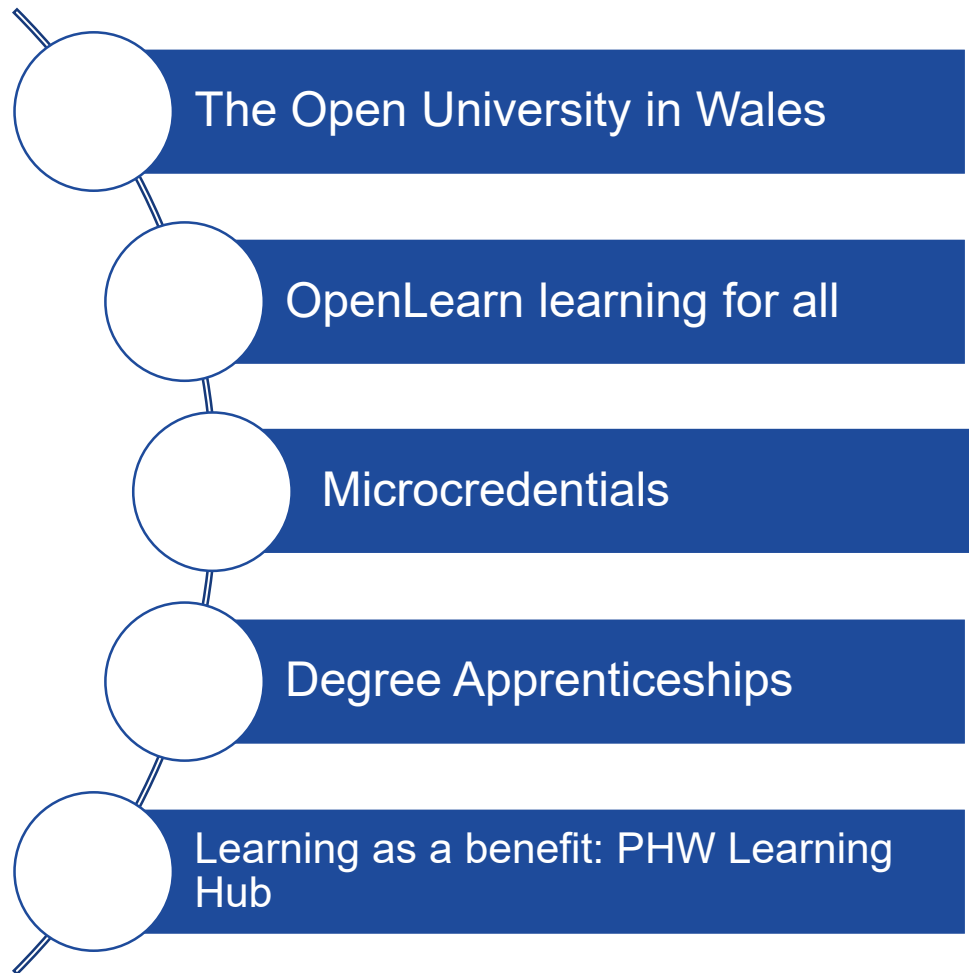 The Open University in Wales
OpenLearn learning for all
Microcredentials
Degree Apprenticeships
Learning as a benefit: PHW Learning
Hub